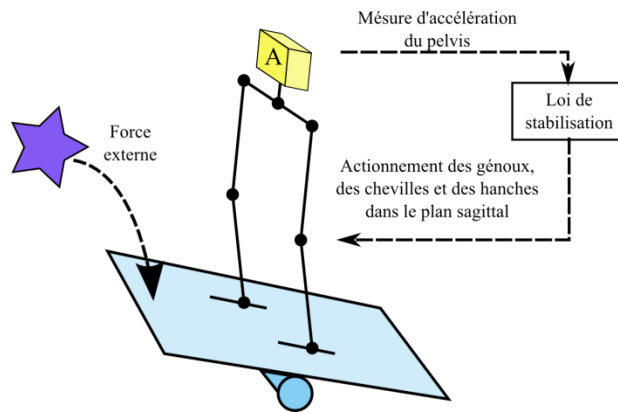 Mésure d'accélération
du pelvis
A
Loi de
stabilisation
Force
externe
Actionnement des génoux,
des chevilles et des hanches
dans le plan sagittal